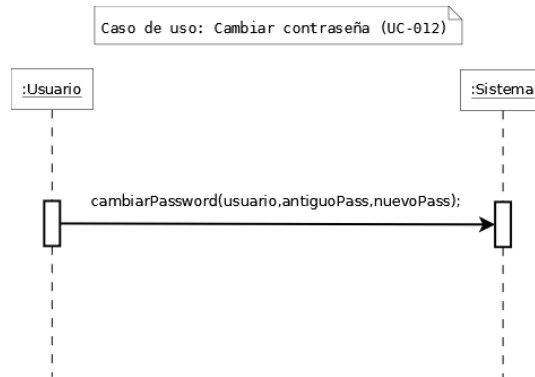 Caso de uso: Cambiar contraseña (UC-012)
:Usuario
:Sistema
cambiarPassword(usuario,antiguoPass,nuevoPass);